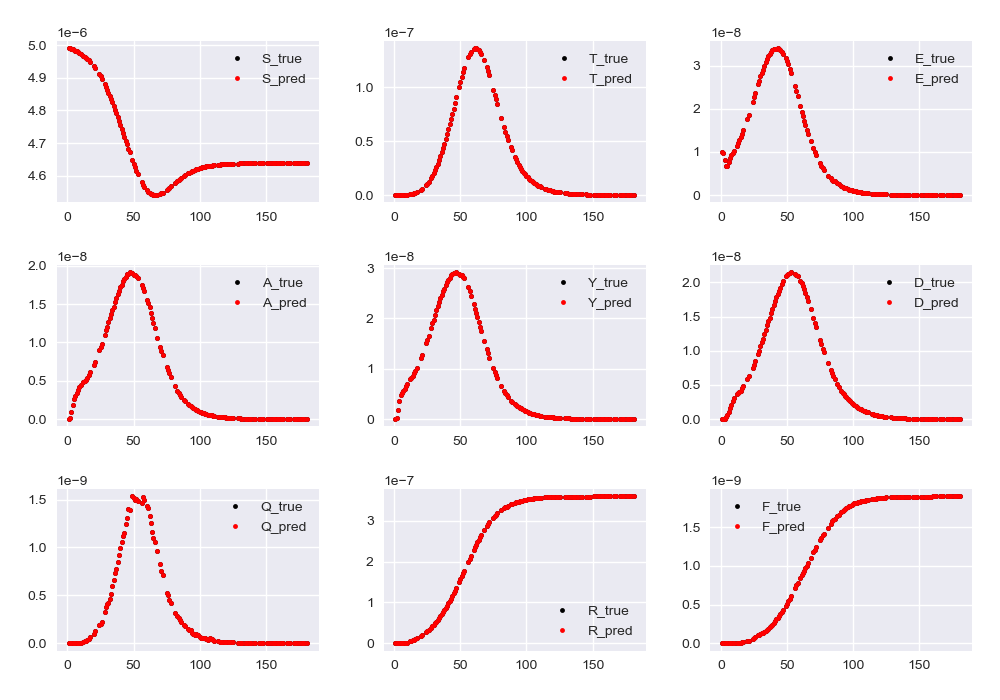 1e−6
5.0
4.9
4.8
4.7
4.6
S_true
S_pred
0
50
100
150
1e−7
1.0
0.5
0.0
T_true
T_pred
0
50
100
150
1e−8
3
2
1
0
E_true
E_pred
0
50
100
150
1e−8
2.0
1.5
1.0
0.5
0.0
A_true
A_pred
0
50
100
150
1e−8
3
2
1
0
Y_true
Y_pred
0
50
100
150
1e−8
2.0
1.5
1.0
0.5
0.0
D_true
D_pred
0
50
100
150
1e−9
1.5
1.0
0.5
0.0
Q_true
Q_pred
0
50
100
150
1e−7
3
2
1
0
R_true
R_pred
0
50
100
150
1e−9
1.5
1.0
0.5
0.0
F_true
F_pred
0
50
100
150